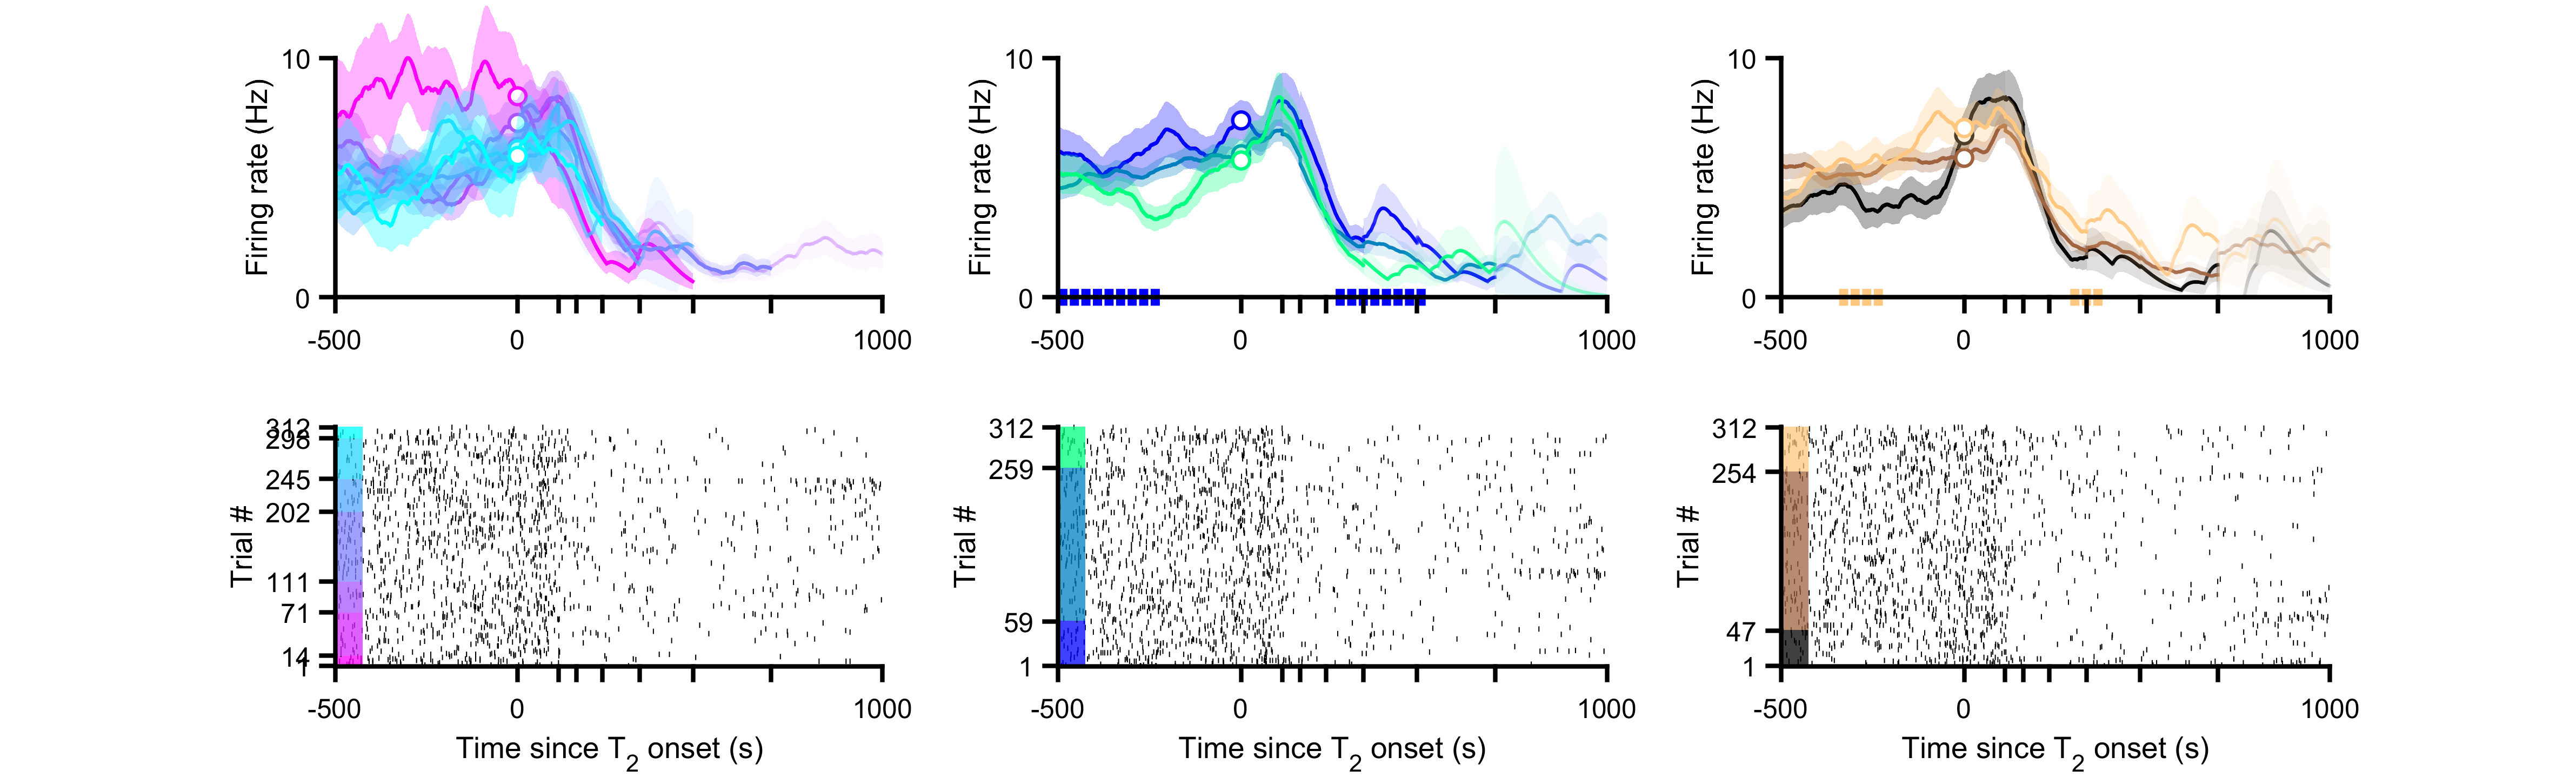 10
Firing rate (Hz)
0
-500 0 1000
10
Firing rate (Hz)
0
-500 0 1000
10
Firing rate (Hz)
0
-500 0 1000
312
298
245
202
111
71
14
1
Trial #
-500 0 1000
Time since T2 onset (s)
312
259
59
1
Trial #
-500 0 1000
Time since T2 onset (s)
312
254
47
1
Trial #
-500 0 1000
Time since T2 onset (s)